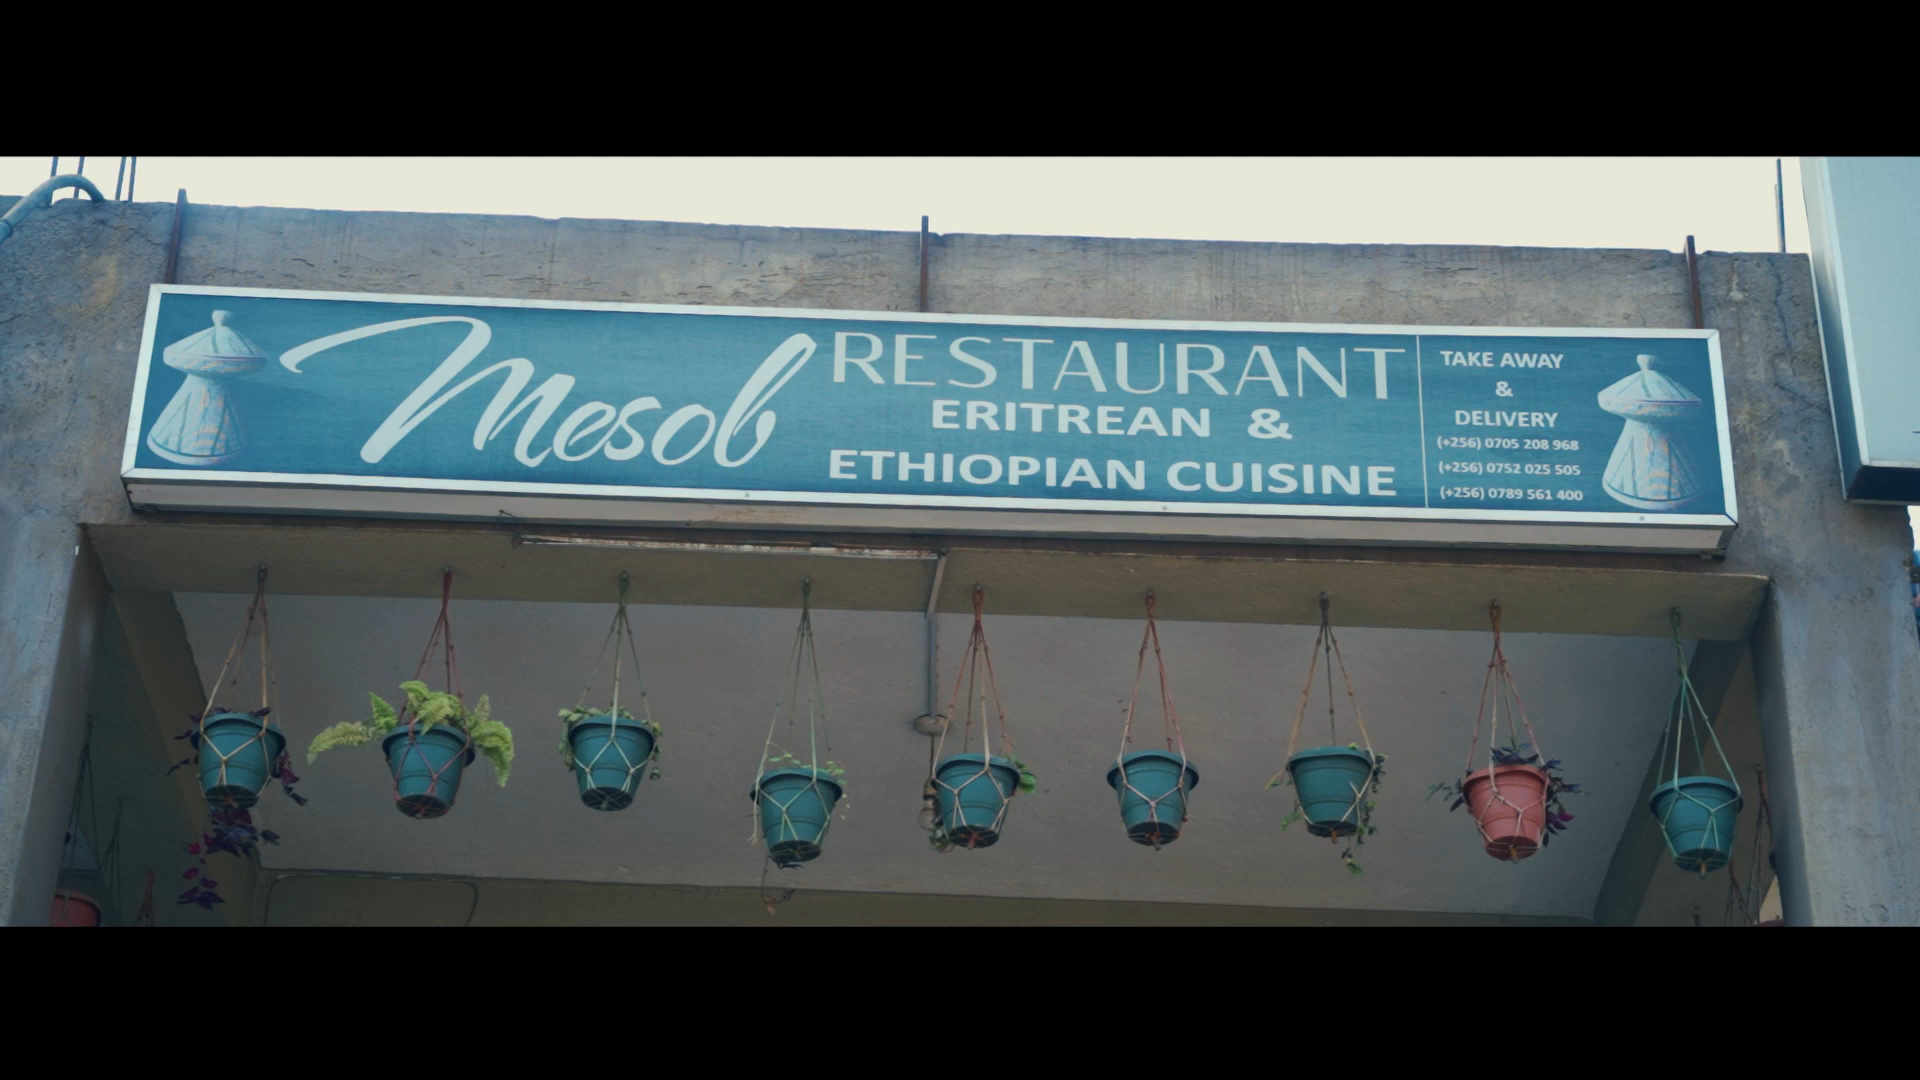 Mesob
RESTAURANT
ERITREAN &
ETHIOPIAN CUISINE
TAKE AWAY
&
DELIVERY
(+256) 0705 208 968
(+256) 0752 025 505
(+256) 0789 561 400